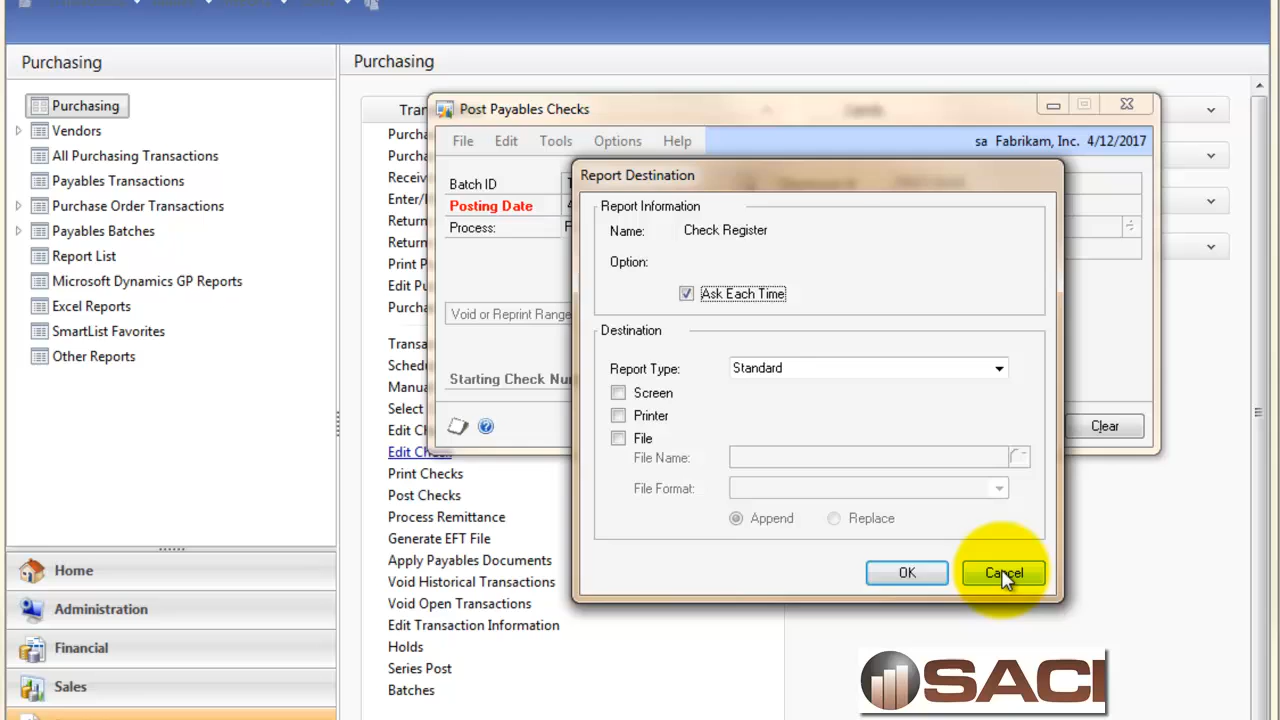 Purchasing
Purchasing
Purchasing
Vendors
All Purchasing Transactions
Payables Transactions
Purchase Order Transactions
Payables Batches
Report List
Microsoft Dynamics GP Reports
Excel Reports
SmartList Favorites
Other Reports
Home
Administration
Financial
Sales
Print Checks
Post Checks
Process Remittance
Generate EFT File
Apply Payables Documents
Void Historical Transactions
Void Open Transactions
Edit Transaction Information
Holds
Series Post
Batches
Post Payables Checks
File Edit Tools Options Help
sa Fabrikam, Inc. 4/12/2017
Batch ID
Posting Date
Process:
Void or Reprint Range
Starting Check
Clear
Report Destination
Report Information
Name: Check Register
Option:
Ask Each Time
Destination
Report Type: Standard
Screen
Printer
File
File Name:
File Format:
Append Replace
OK Cancel
SACI